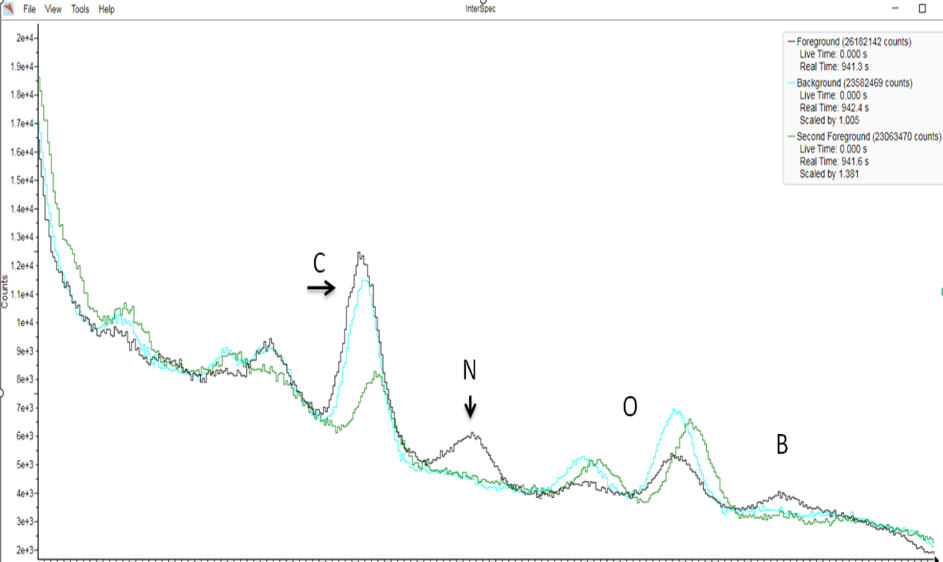 File View Tools Help
InterSpec
Foreground (26182142 counts)
Live Time: 0.000 s
Real Time: 941.3 s
Background (23582469 counts)
Live Time: 0.000 s
Real Time: 942.4 s
Scaled by 1.005
Second Foreground (23063470 counts)
Live Time: 0.000 s
Real Time: 941.6 s
Scaled by 1.381
2e+4
1.9e+4
1.8e+4
1.7e+4
1.6e+4
1.5e+4
1.4e+4
1.3e+4
1.2e+4
1.1e+4
1e+4
9e+3
8e+3
7e+3
6e+3
5e+3
4e+3
3e+3
2e+3
Counts
C
N
O
B